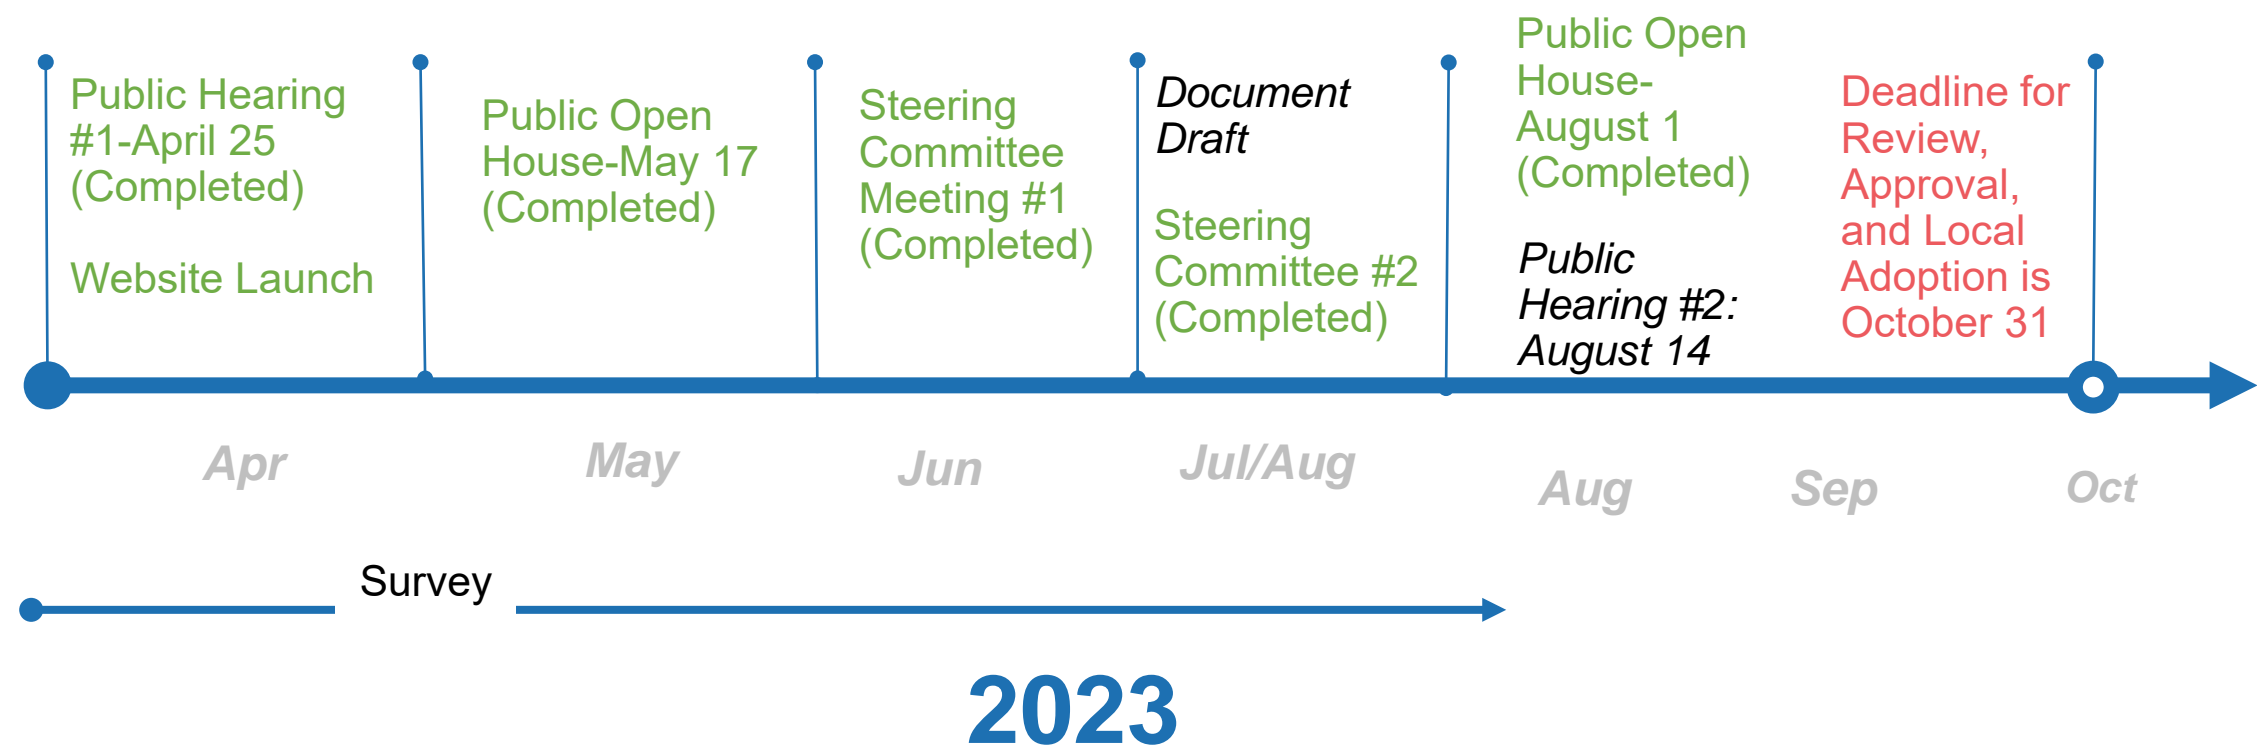 Public Hearing
#1-April 25
(Completed)
Website Launch
Public Open
House-May 17
(Completed)
Steering
Committee
Meeting #1
(Completed)
Document
Draft
Steering
Committee #2
(Completed)
Public Open
House-
August 1
(Completed)
Public
Hearing #2:
August 14
Deadline for
Review,
Approval,
and Local
Adoption is
October 31
Apr
May
Jun
Jul/Aug
Aug
Sep
Oct
Survey
2023